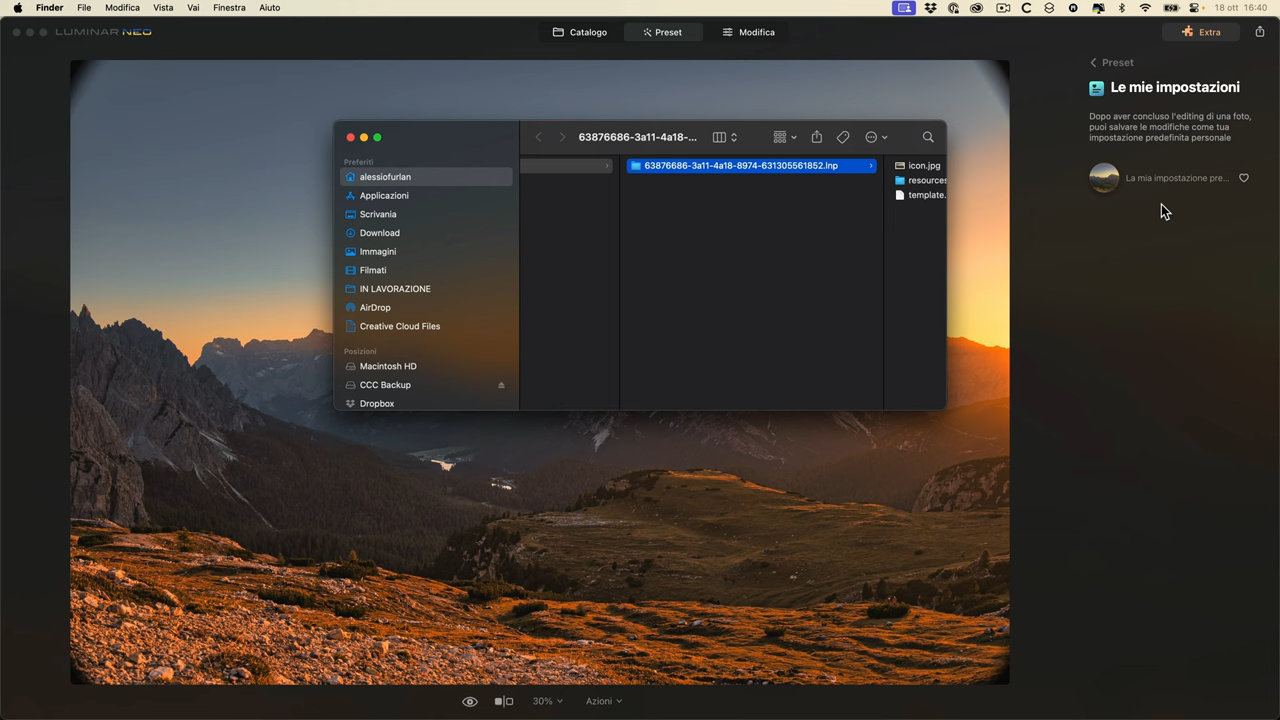 Finder File Modifica Vista Vai Finestra Aiuto
18 ott 16:40
LUMINAR NEO
Catalogo
Preset
Modifica
Extra
Preset
Le mie impostazioni
Dopo aver concluso l'editing di una foto,
puoi salvare le modifiche come tua
impostazione predefinita personale
La mia impostazione pre...
63876686-3a11-4a18-...
Preferiti
alessiofurlan
Applicazioni
Scrivania
Download
Immagini
Filmati
IN LAVORAZIONE
AirDrop
Creative Cloud Files
Posizioni
Macintosh HD
CCC Backup
Dropbox
63876686-3a11-4a18-8974-631305561852.lnp
icon.jpg
resources
template.
30%
Azioni